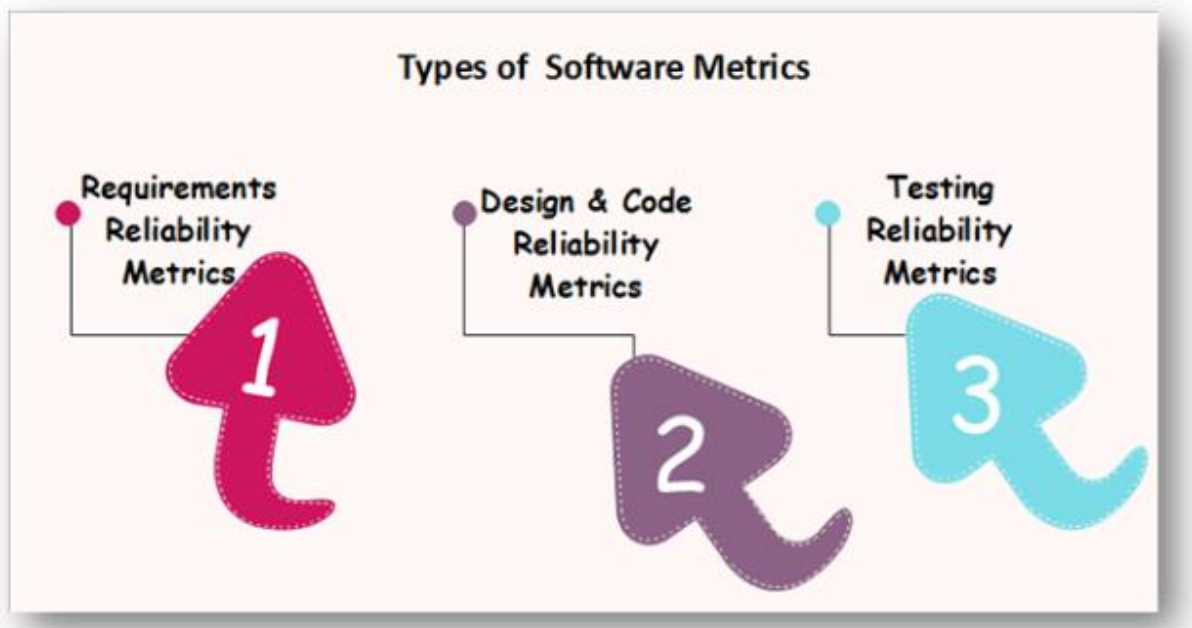 Types of Software Metrics
Requirements
Reliability
Metrics
1
Design & Code
Reliability
Metrics
2
Testing
Reliability
Metrics
3